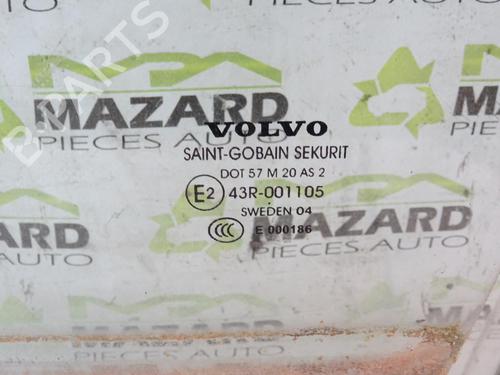 MAZARD
PIECES AUTO
B-PARTS
VOLVO
SAINT-GOBAIN SEKURIT
DOT 57 M 20 AS 2
E2 43R-001105
SWEDEN 04
CCC E 000186
MAZARD
PIECES AUTO
MAZARD
AUTO